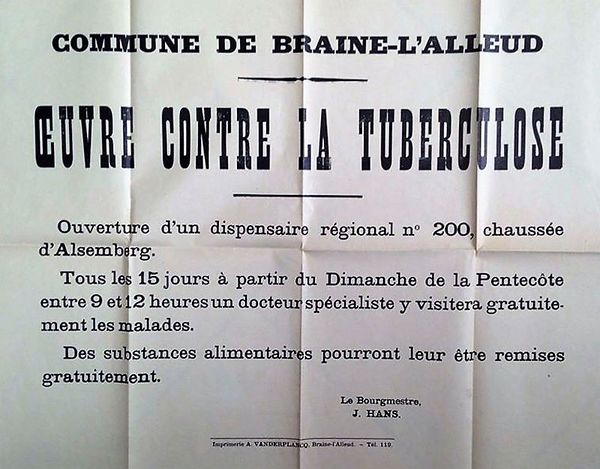 COMMUNE DE BRAINE-L'ALLEUD
ŒUVRE CONTRE LA TUBERCULOSE
Ouverture d'un dispensaire régional nº 200, chaussée
d'Alsemberg.
Tous les 15 jours à partir du Dimanche de la Pentecôte
entre 9 et 12 heures un docteur spécialiste y visitera gratuite-
ment les malades.
Des substances alimentaires pourront leur être remises
gratuitement.
Le Bourgmestre,
J. HANS.
Imprimerie A. VANDERPLANCQ, Braine-l'Alleud. – Tél. 119.